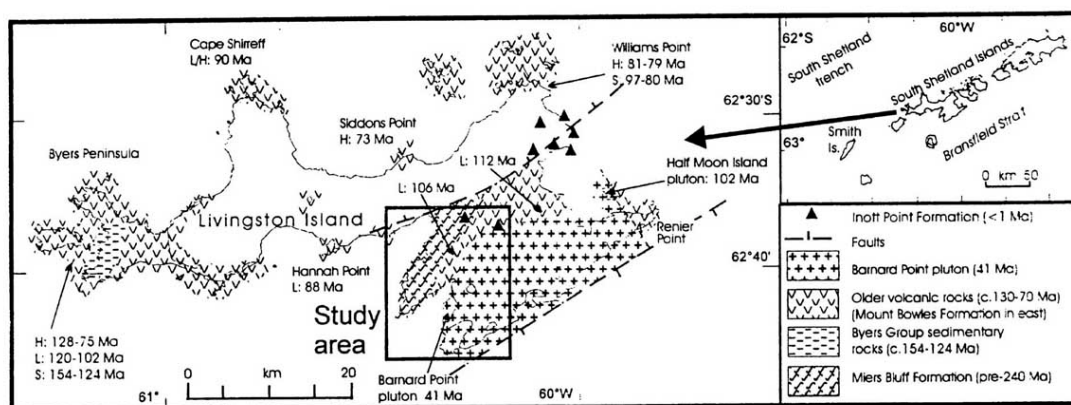 Cape Shirreff
L/H: 90 Ma
Williams Point
H: 81-79 Ma
S: 97-80 Ma
62°30'S
Siddons Point
H: 73 Ma
Byers Peninsula
L: 112 Ma
L: 106 Ma
Half Moon Island
pluton: 102 Ma
Livingston Island
Renier
Point
Hannah Point
L: 88 Ma
62°40'
Study
area
H: 128-75 Ma
L: 120-102 Ma
S: 154-124 Ma
0 km 20
Barnard Point
pluton 41 Ma
61°
60°W
60°W
62°S
South Shetland
trench
South Shetland Islands
63°
Smith
Is.
Bransfield Strait
0 km 50
Inott Point Formation (<1 Ma)
Faults
Barnard Point pluton (41 Ma)
Older volcanic rocks (c.130-70 Ma)
(Mount Bowles Formation in east)
Byers Group sedimentary
rocks (c.154-124 Ma)
Miers Bluff Formation (pre-240 Ma)